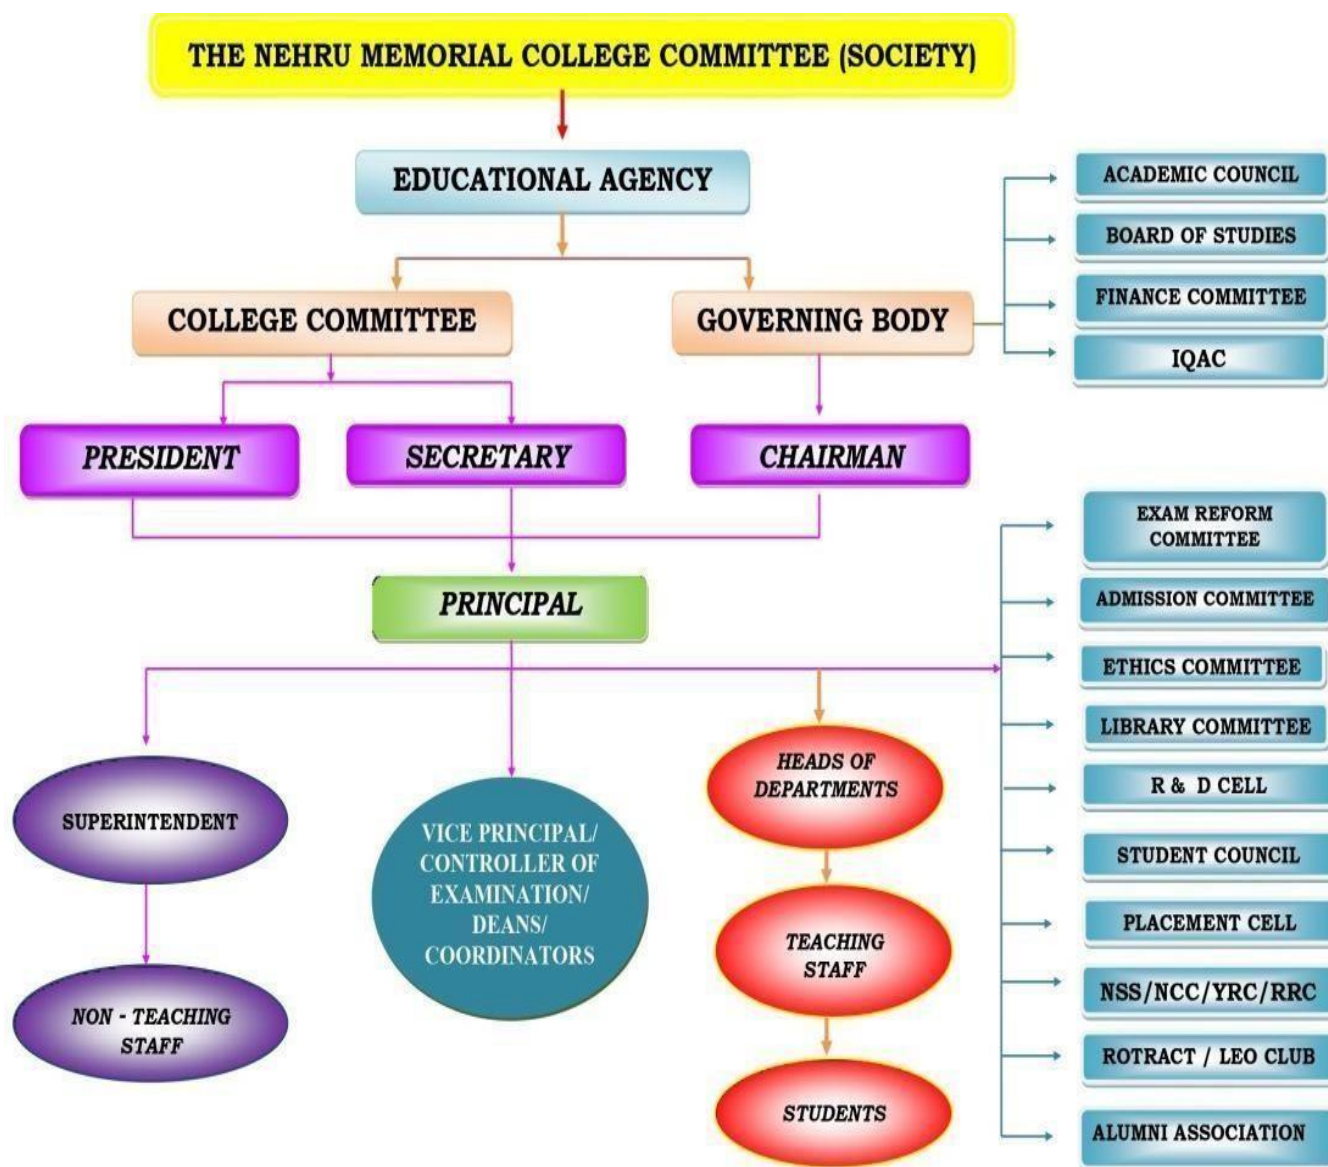 THE NEHRU MEMORIAL COLLEGE COMMITTEE (SOCIETY)
EDUCATIONAL AGENCY
COLLEGE COMMITTEE
GOVERNING BODY
ACADEMIC COUNCIL
BOARD OF STUDIES
FINANCE COMMITTEE
IQAC
PRESIDENT
SECRETARY
CHAIRMAN
PRINCIPAL
SUPERINTENDENT
NON - TEACHING
STAFF
VICE PRINCIPAL/
CONTROLLER OF
EXAMINATION/
DEANS/
COORDINATORS
HEADS OF
DEPARTMENTS
TEACHING
STAFF
STUDENTS
EXAM REFORM
COMMITTEE
ADMISSION COMMITTEE
ETHICS COMMITTEE
LIBRARY COMMITTEE
R & D CELL
STUDENT COUNCIL
PLACEMENT CELL
NSS/NCC/YRC/RRC
ROTRACT / LEO CLUB
ALUMNI ASSOCIATION